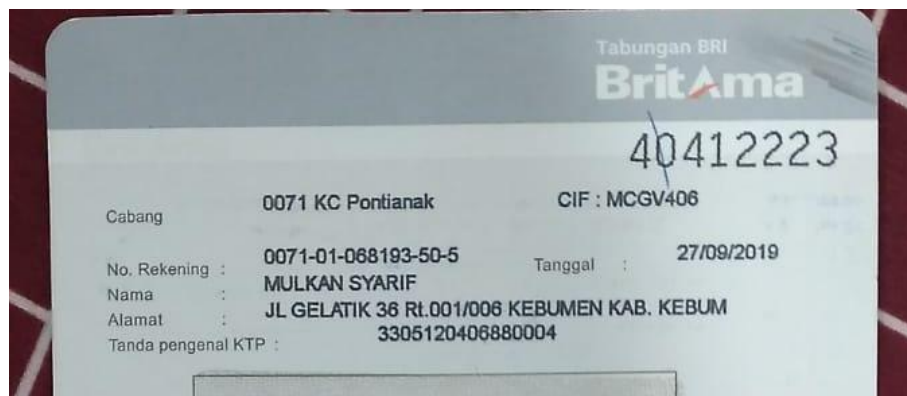 Tabungan BRI
BritAma
40412223
Cabang 0071 KC Pontianak CIF : MCGV406
No. Rekening : 0071-01-068193-50-5 Tanggal : 27/09/2019
Nama : MULKAN SYARIF
Alamat : JL GELATIK 36 Rt.001/006 KEBUMEN KAB. KEBUM
Tanda pengenal KTP : 3305120406880004